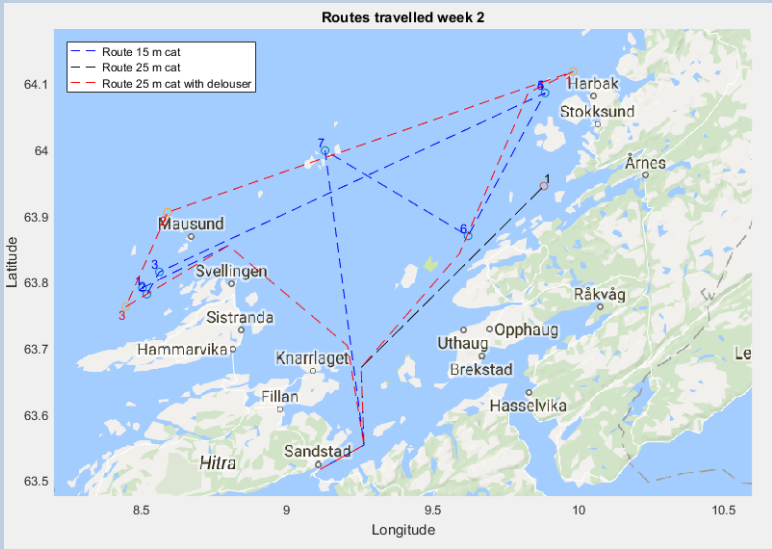 Routes travelled week 2
Route 15 m cat
Route 25 m cat
Route 25 m cat with delouser
64.1
64
63.9
63.8
63.7
63.6
63.5
Latitude
Harbak
Stokksund
Årnes
7
1
6
Mausund
3
Svellingen
3
Sistranda
Råkvåg
Hammarvika
Uthaug
Opphaug
Knarrlaget
Brekstad
Le
Fillan
Hasselvika
Sandstad
Hitra
8.5
9
9.5
10
10.5
Longitude